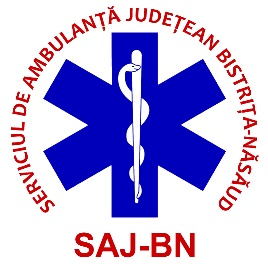 SERVICIUL DE AMBULANȚĂ JUDEȚEAN BISTRIȚA-NĂSĂUD
SAJ-BN